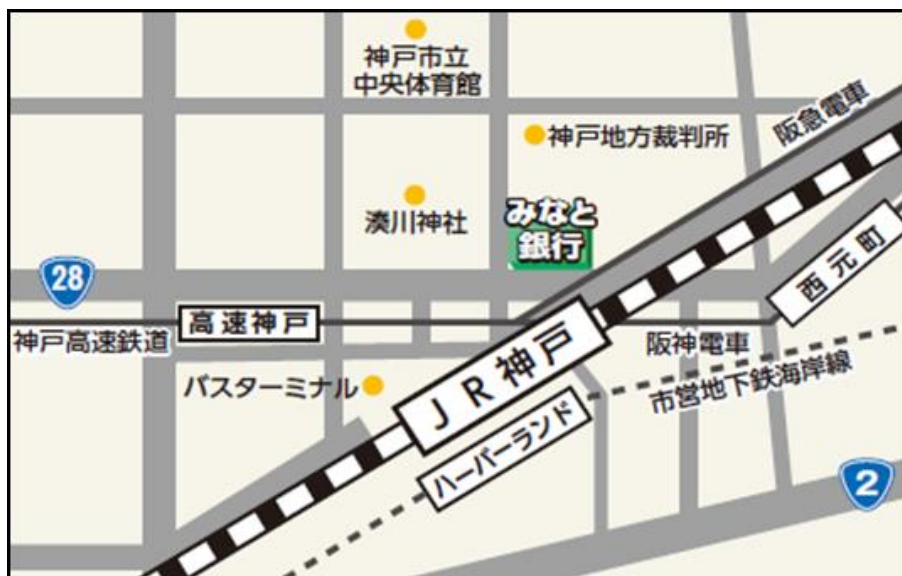 神戸市立
中央体育館
神戸地方裁判所
阪急電車
湊川神社
みなと
銀行
西元町
28
高速神戸
神戸高速鉄道
JR神戸
阪神電車
市営地下鉄海岸線
バスターミナル
ハーバーランド
2